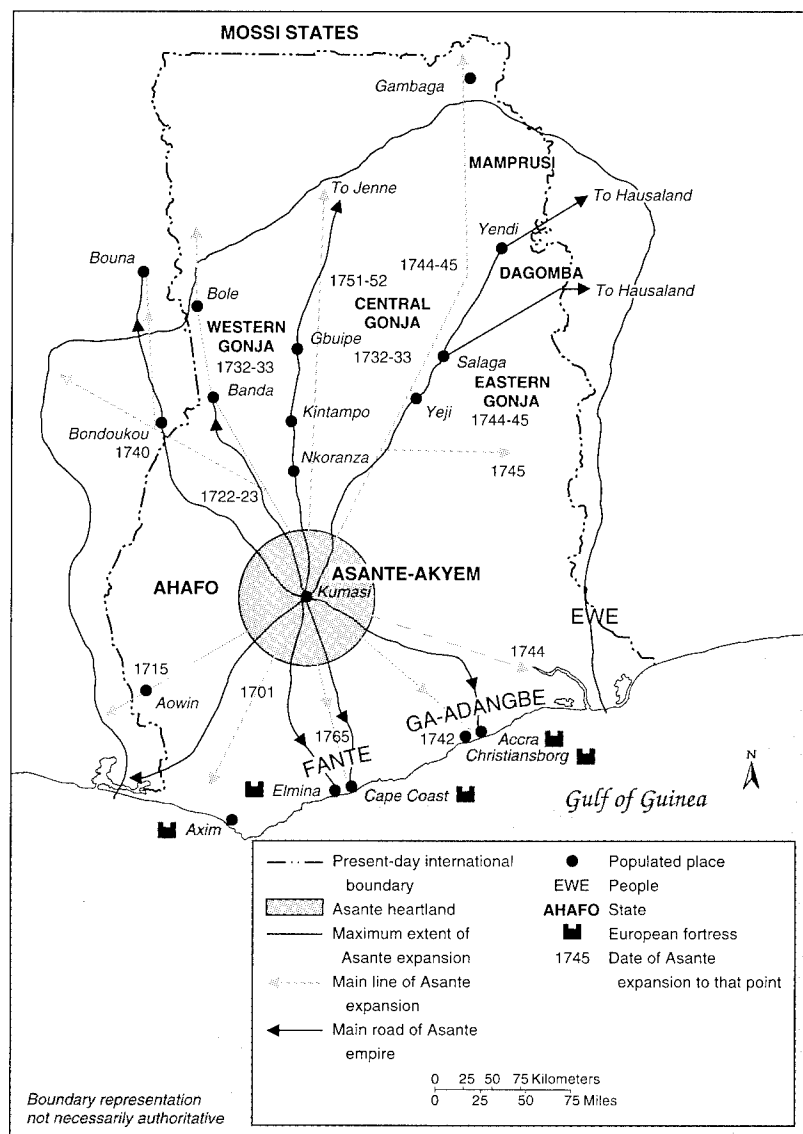 MOSSI STATES
Gambaga
MAMPRUSI
To Jenne
To Hausaland
Yendi
Bouna
1744-45
DAGOMBA
1751-52
To Hausaland
Bole
CENTRAL
GONJA
WESTERN
GONJA
Gbuipe
1732-33
1732-33
Salaga
EASTERN
GONJA
1744-45
Banda
Kintampo
Yeji
Bondoukou
1740
Nkoranza
1745
1722-23
AHAFO
ASANTE-AKYEM
Kumasi
EWE
1715
Aowin
1701
1744
GA-ADANGBE
1765
FANTE
1742
Accra
Christiansborg
Elmina
Cape Coast
Axim
N
Gulf of Guinea
Present-day international
boundary
Asante heartland
Maximum extent of
Asante expansion
Main line of Asante
expansion
Main road of Asante
empire
Populated place
EWE People
AHAFO State
European fortress
1745 Date of Asante
expansion to that point
0 25 50 75 Kilometers
0 25 50 75 Miles
Boundary representation
not necessarily authoritative